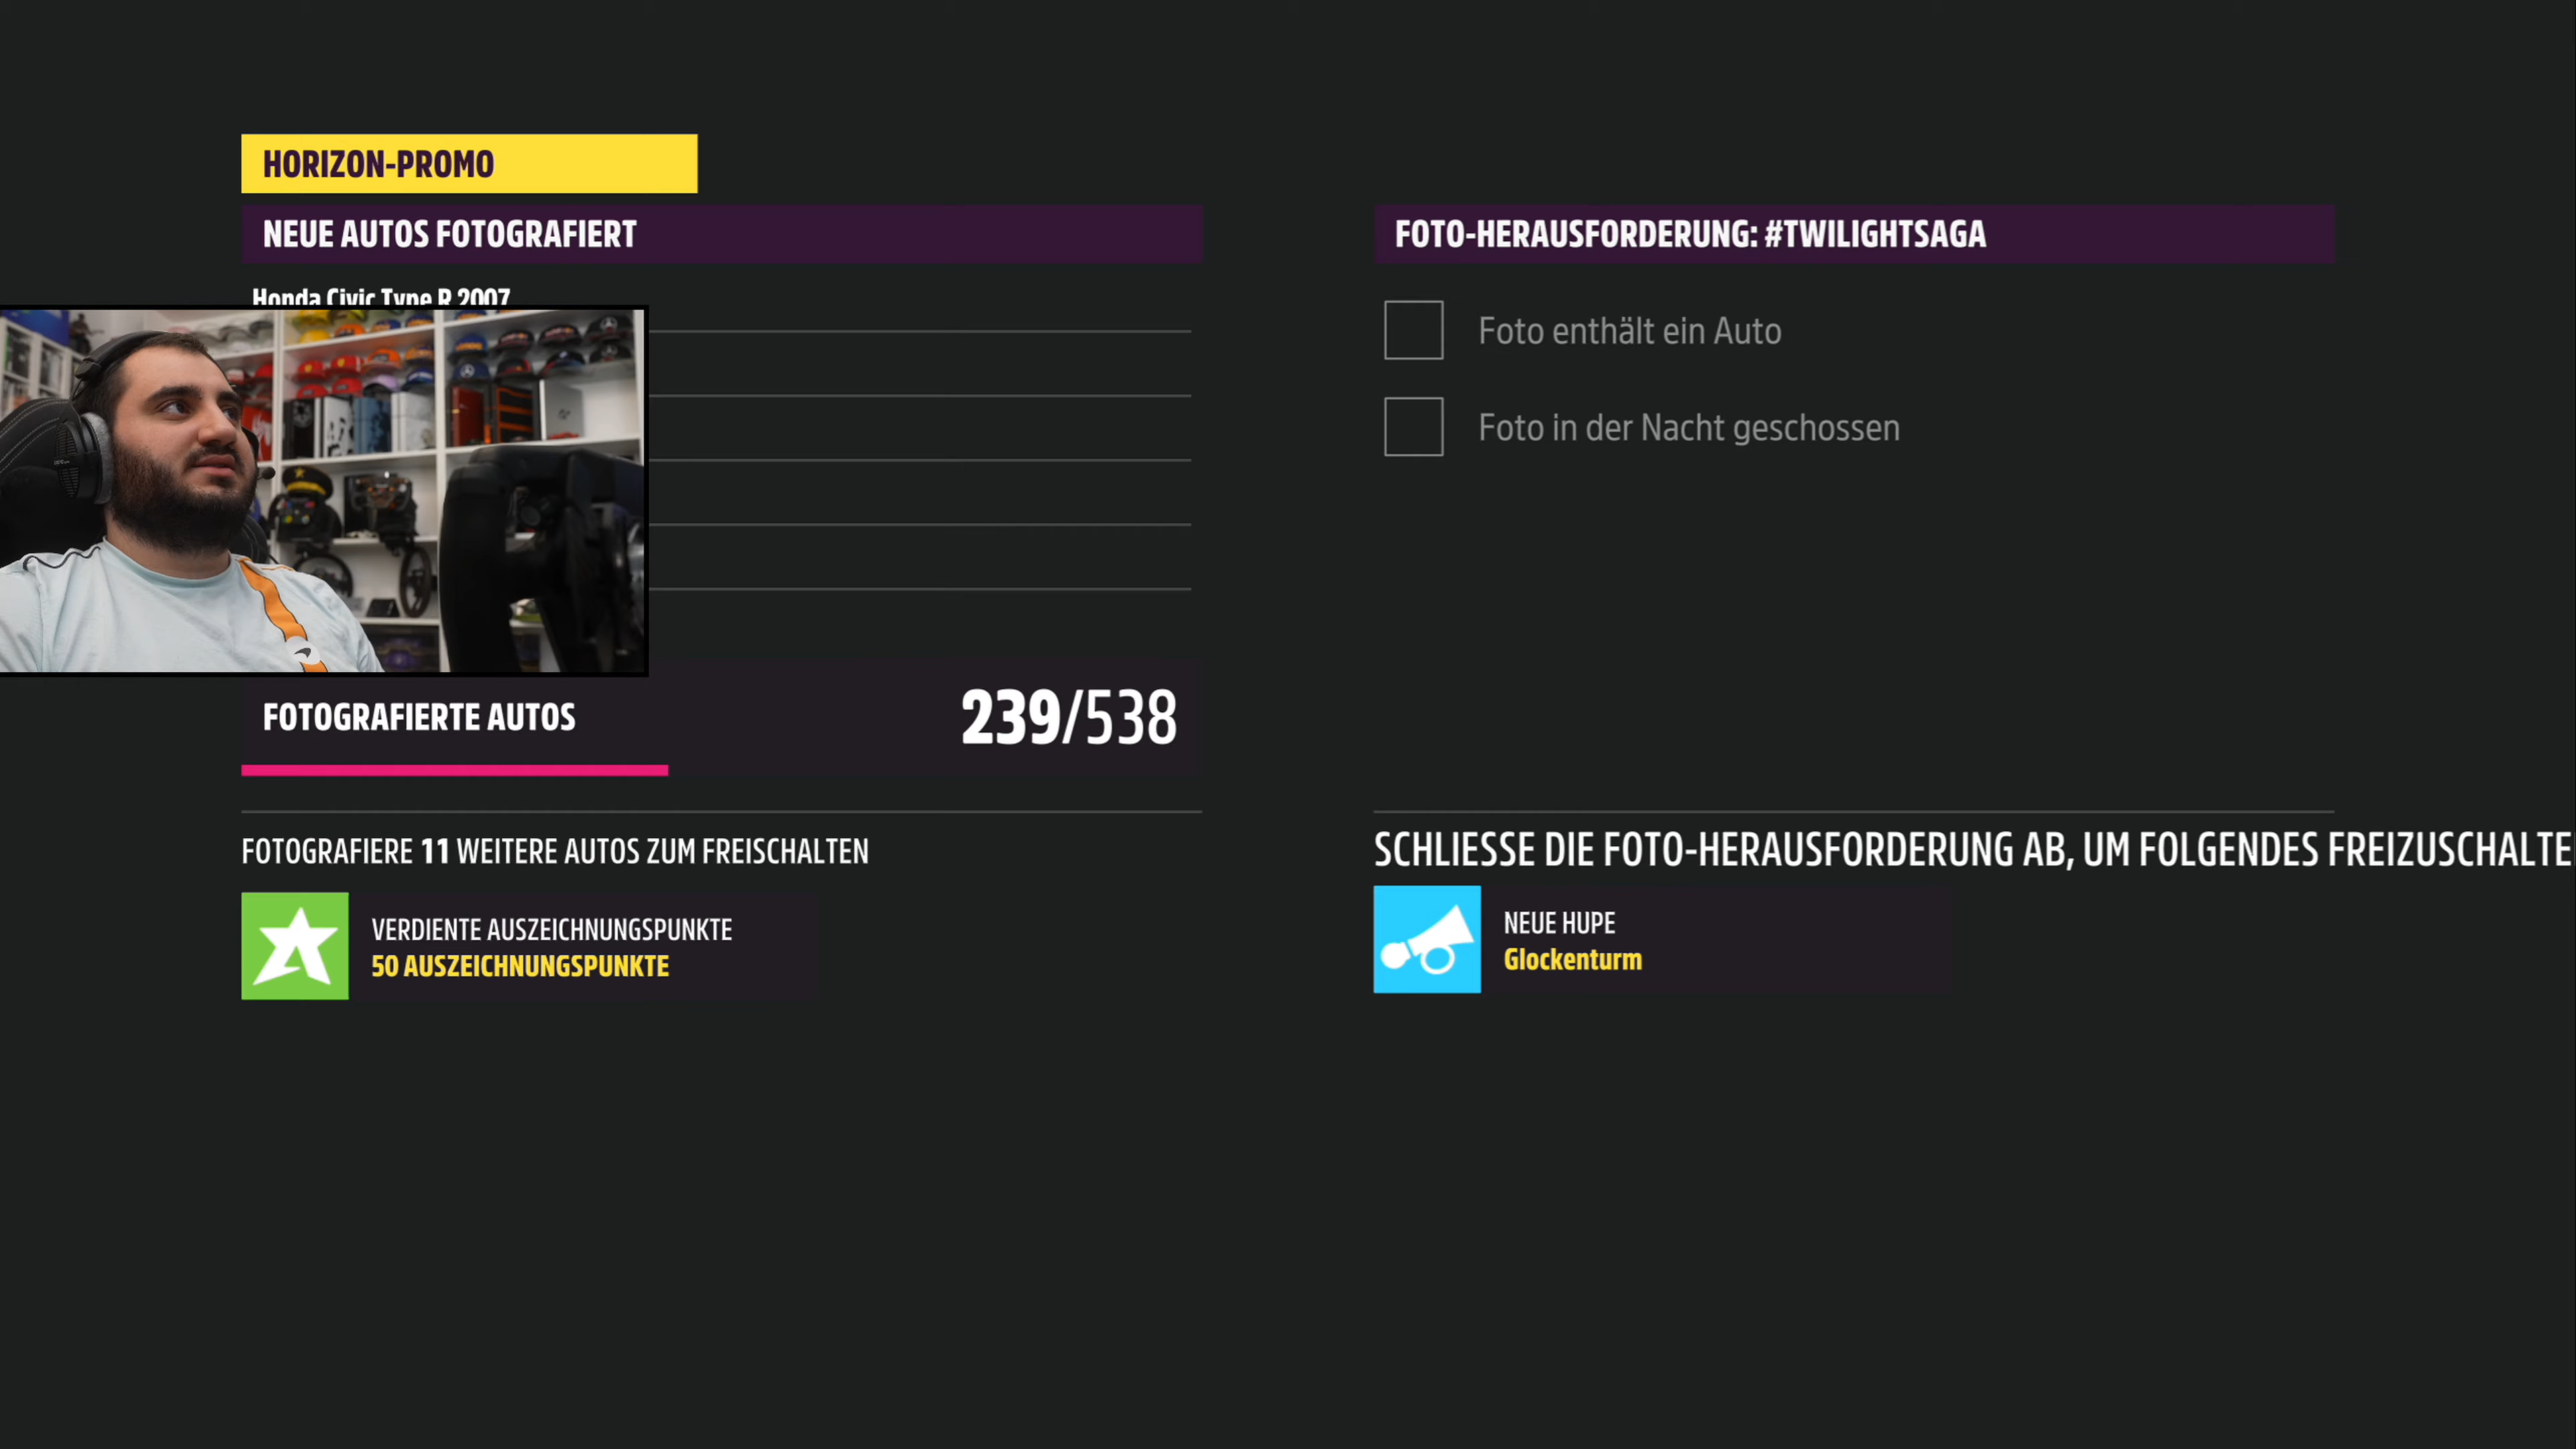 HORIZON-PROMO
NEUE AUTOS FOTOGRAFIERT
Honda Civic Type R 2007
FOTOGRAFIERTE AUTOS
239/538
FOTOGRAFIERE 11 WEITERE AUTOS ZUM FREISCHALTEN
VERDIENTE AUSZEICHNUNGSPUNKTE
50 AUSZEICHNUNGSPUNKTE
FOTO-HERAUSFORDERUNG: #TWILIGHTSAGA
Foto enthält ein Auto
Foto in der Nacht geschossen
SCHLIESSE DIE FOTO-HERAUSFORDERUNG AB, UM FOLGENDES FREIZUSCHALTE
NEUE HUPE
Glockenturm